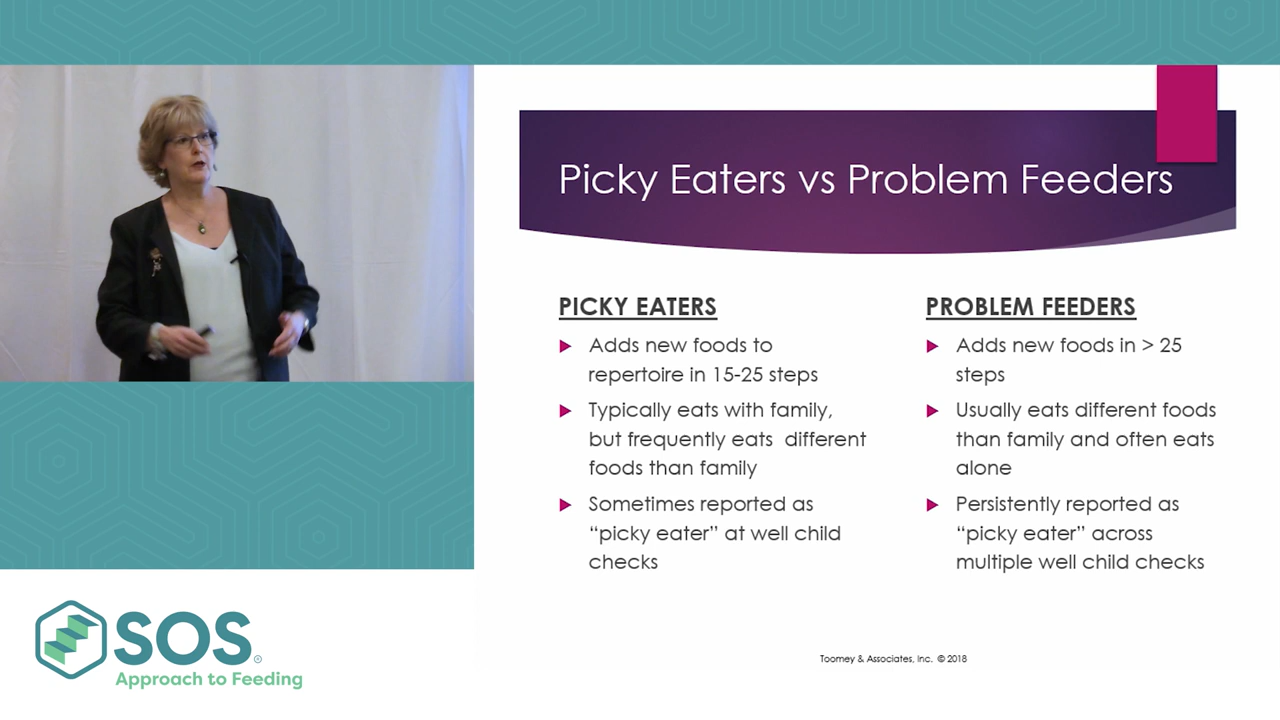 Picky Eaters vs Problem Feeders
PICKY EATERS
Adds new foods to
repertoire in 15-25 steps
Typically eats with family,
but frequently eats different
foods than family
Sometimes reported as
“picky eater” at well child
checks
PROBLEM FEEDERS
Adds new foods in > 25
steps
Usually eats different foods
than family and often eats
alone
Persistently reported as
“picky eater” across
multiple well child checks
Toomey & Associates, Inc. © 2018
SOS®
Approach to Feeding